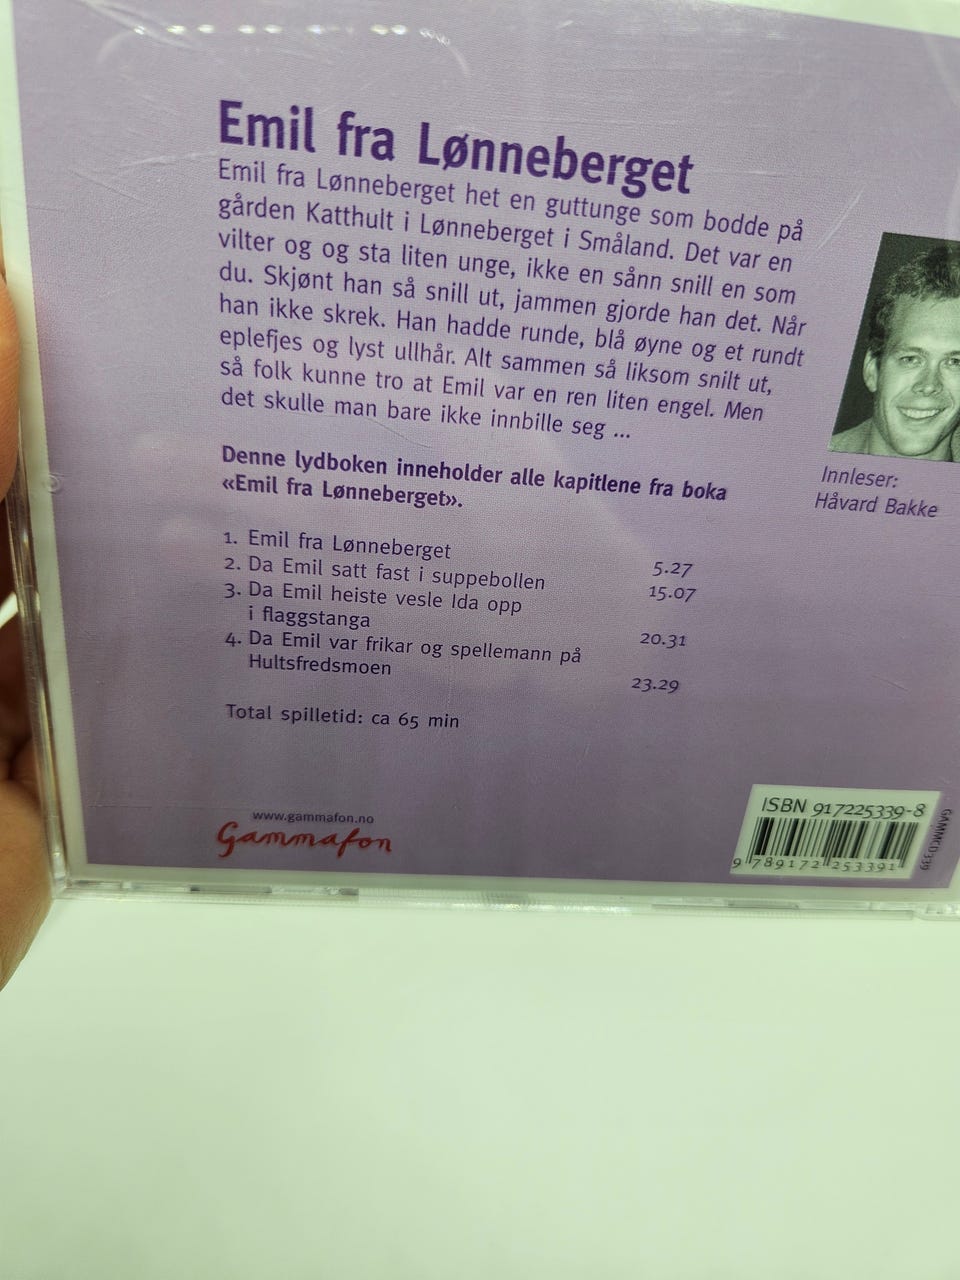 Emil fra Lønneberget
Emil fra Lønneberget het en guttunge som bodde på
gården Katthult i Lønneberget i Småland. Det var en
vilter og og sta liten unge, ikke en sånn snill en som
du. Skjønt han så snill ut, jammen gjorde han det. Når
han ikke skrek. Han hadde runde, blå øyne og et rundt
eplefjes og lyst ullhår. Alt sammen så liksom snilt ut,
så folk kunne tro at Emil var en ren liten engel. Men
det skulle man bare ikke innbille seg ...
Innleser:
Håvard Bakke
Denne lydboken inneholder alle kapitlene fra boka
«Emil fra Lønneberget».
1. Emil fra Lønneberget 5.27
2. Da Emil satt fast i suppebollen 15.07
3. Da Emil heiste vesle Ida opp
i flaggstanga 20.31
4. Da Emil var frikar og spellemann på
Hultsfredsmoen 23.29
Total spilletid: ca 65 min
www.gammafon.no
Gammafon
ISBN 917225339-8
9 789172 253391
GAMMCD339